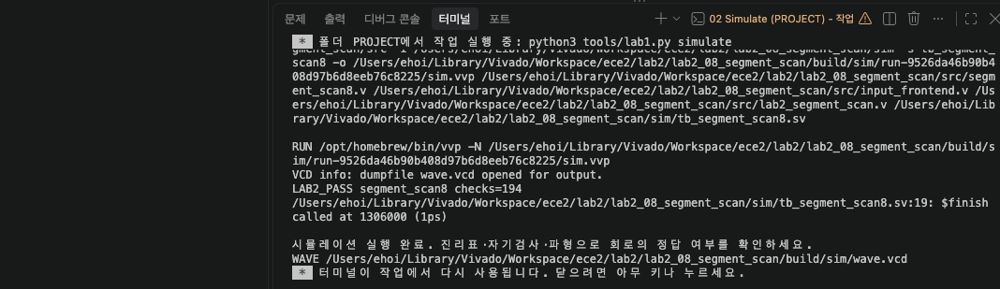 문제 출력 디버그 콘솔 터미널 포트 02 Simulate (PROJECT) - 작업
* 폴더 PROJECT에서 작업 실행 중: python3 tools/lab1.py simulate
scan8 -o /Users/ehoi/Library/Vivado/Workspace/ece2/lab2/lab2_08_segment_scan/build/sim/run-9526da46b90b4
08d97b6d8eeb76c8225/sim.vvp /Users/ehoi/Library/Vivado/Workspace/ece2/lab2/lab2_08_segment_scan/src/segm
ent_scan8.v /Users/ehoi/Library/Vivado/Workspace/ece2/lab2/lab2_08_segment_scan/src/input_frontend.v /Us
ers/ehoi/Library/Vivado/Workspace/ece2/lab2/lab2_08_segment_scan/src/lab2_segment_scan.v /Users/ehoi/Lib
rary/Vivado/Workspace/ece2/lab2/lab2_08_segment_scan/sim/tb_segment_scan8.sv
RUN /opt/homebrew/bin/vvp -N /Users/ehoi/Library/Vivado/Workspace/ece2/lab2/lab2_08_segment_scan/build/s
im/run-9526da46b90b408d97b6d8eeb76c8225/sim.vvp
VCD info: dumpfile wave.vcd opened for output.
LAB2_PASS segment_scan8 checks=194
/Users/ehoi/Library/Vivado/Workspace/ece2/lab2/lab2_08_segment_scan/sim/tb_segment_scan8.sv:19: $finish
called at 1306000 (1ps)
시뮬레이션 실행 완료. 진리표·자기검사·파형으로 회로의 정답 여부를 확인하세요.
WAVE /Users/ehoi/Library/Vivado/Workspace/ece2/lab2/lab2_08_segment_scan/build/sim/wave.vcd
* 터미널이 작업에서 다시 사용됩니다. 닫으려면 아무 키나 누르세요.